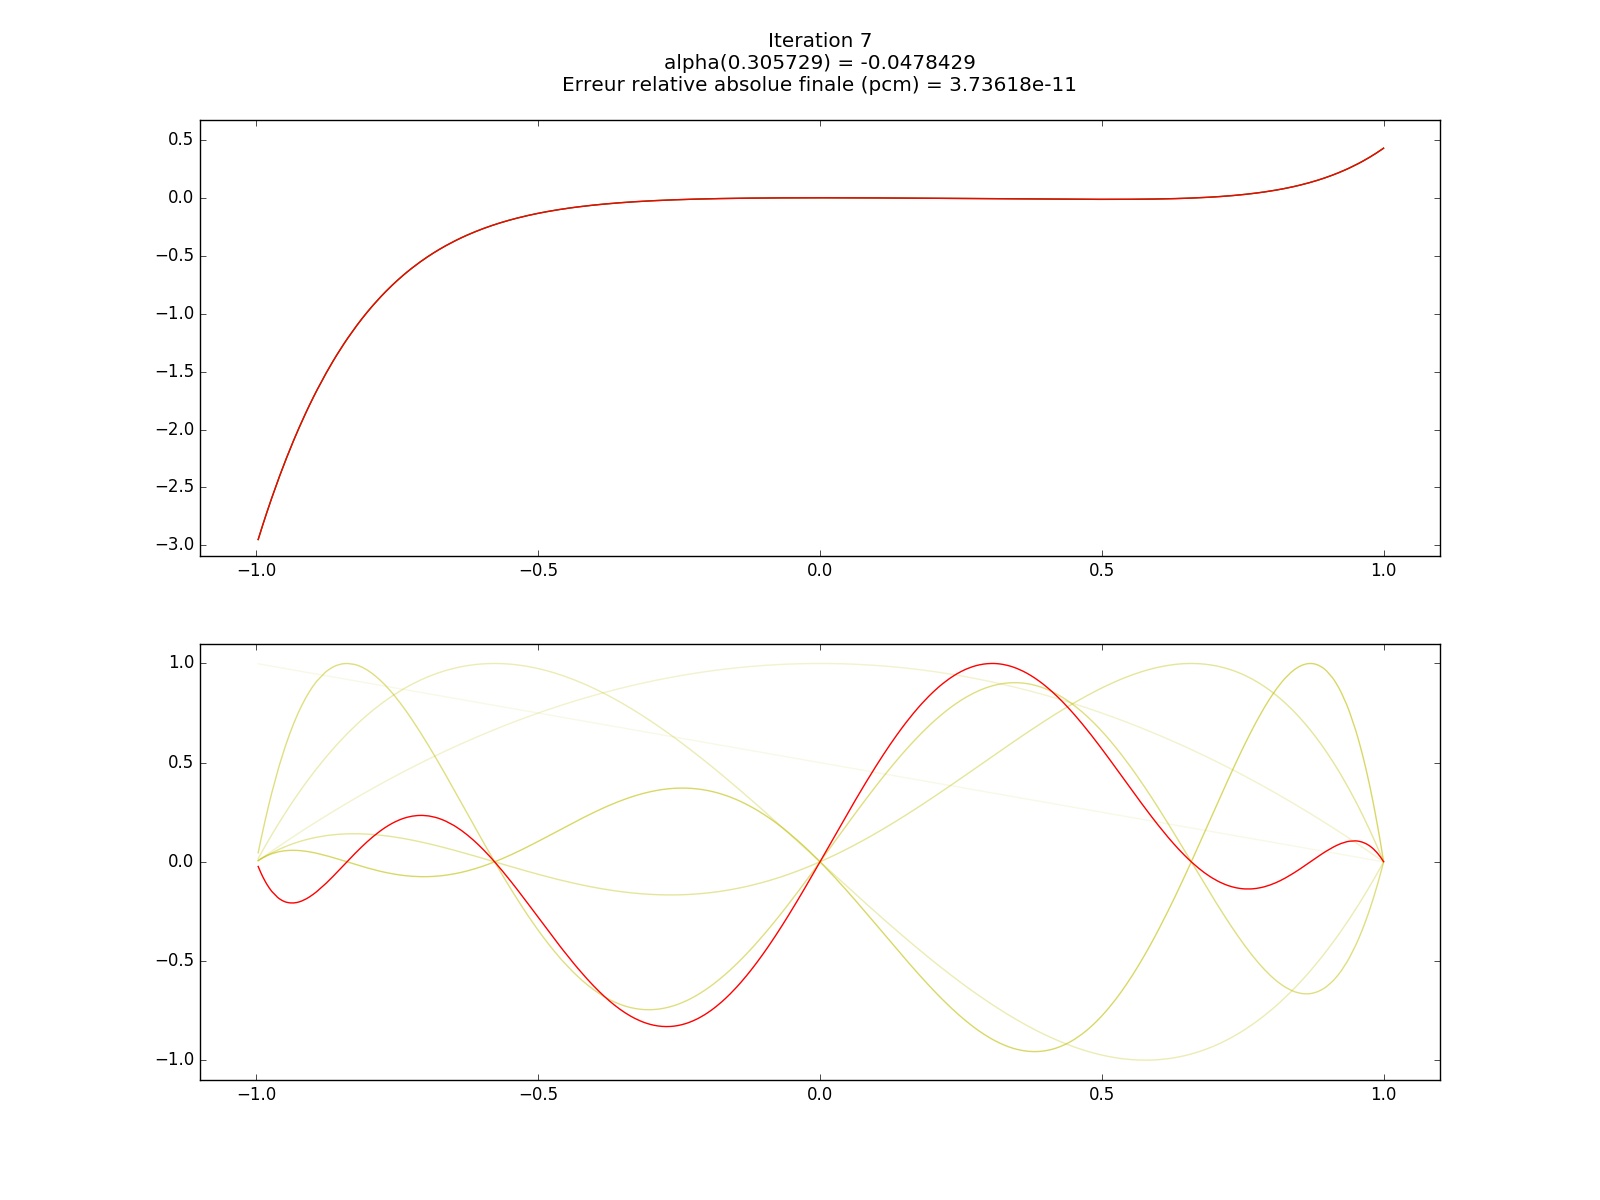 Iteration 7
alpha(0.305729) = -0.0478429
Erreur relative absolue finale (pcm) = 3.73618e-11
0.5
0.0
−0.5
−1.0
−1.5
−2.0
−2.5
−3.0
−1.0 −0.5 0.0 0.5 1.0
1.0
0.5
0.0
−0.5
−1.0
−1.0 −0.5 0.0 0.5 1.0